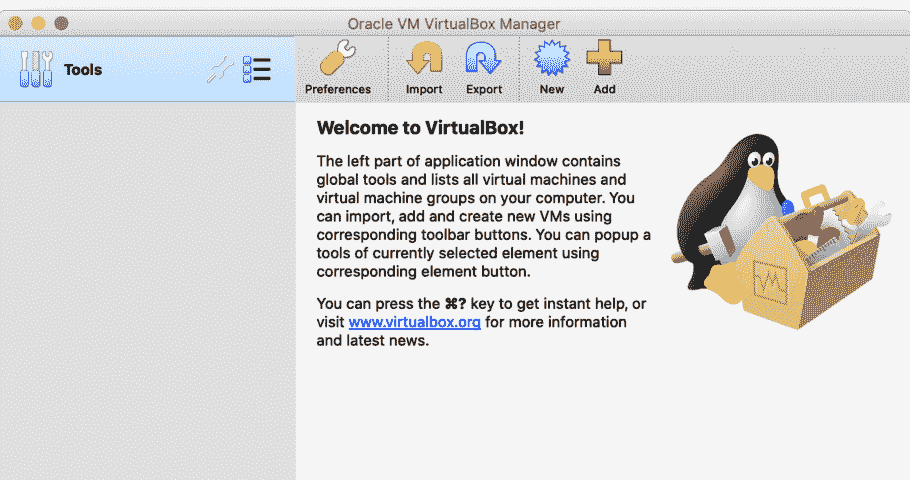 Oracle VM VirtualBox Manager
Tools
Preferences
Import
Export
New
Add
Welcome to VirtualBox!
The left part of application window contains
global tools and lists all virtual machines and
virtual machine groups on your computer. You
can import, add and create new VMs using
corresponding toolbar buttons. You can popup a
tools of currently selected element using
corresponding element button.
You can press the ⌘? key to get instant help, or
visit www.virtualbox.org for more information
and latest news.